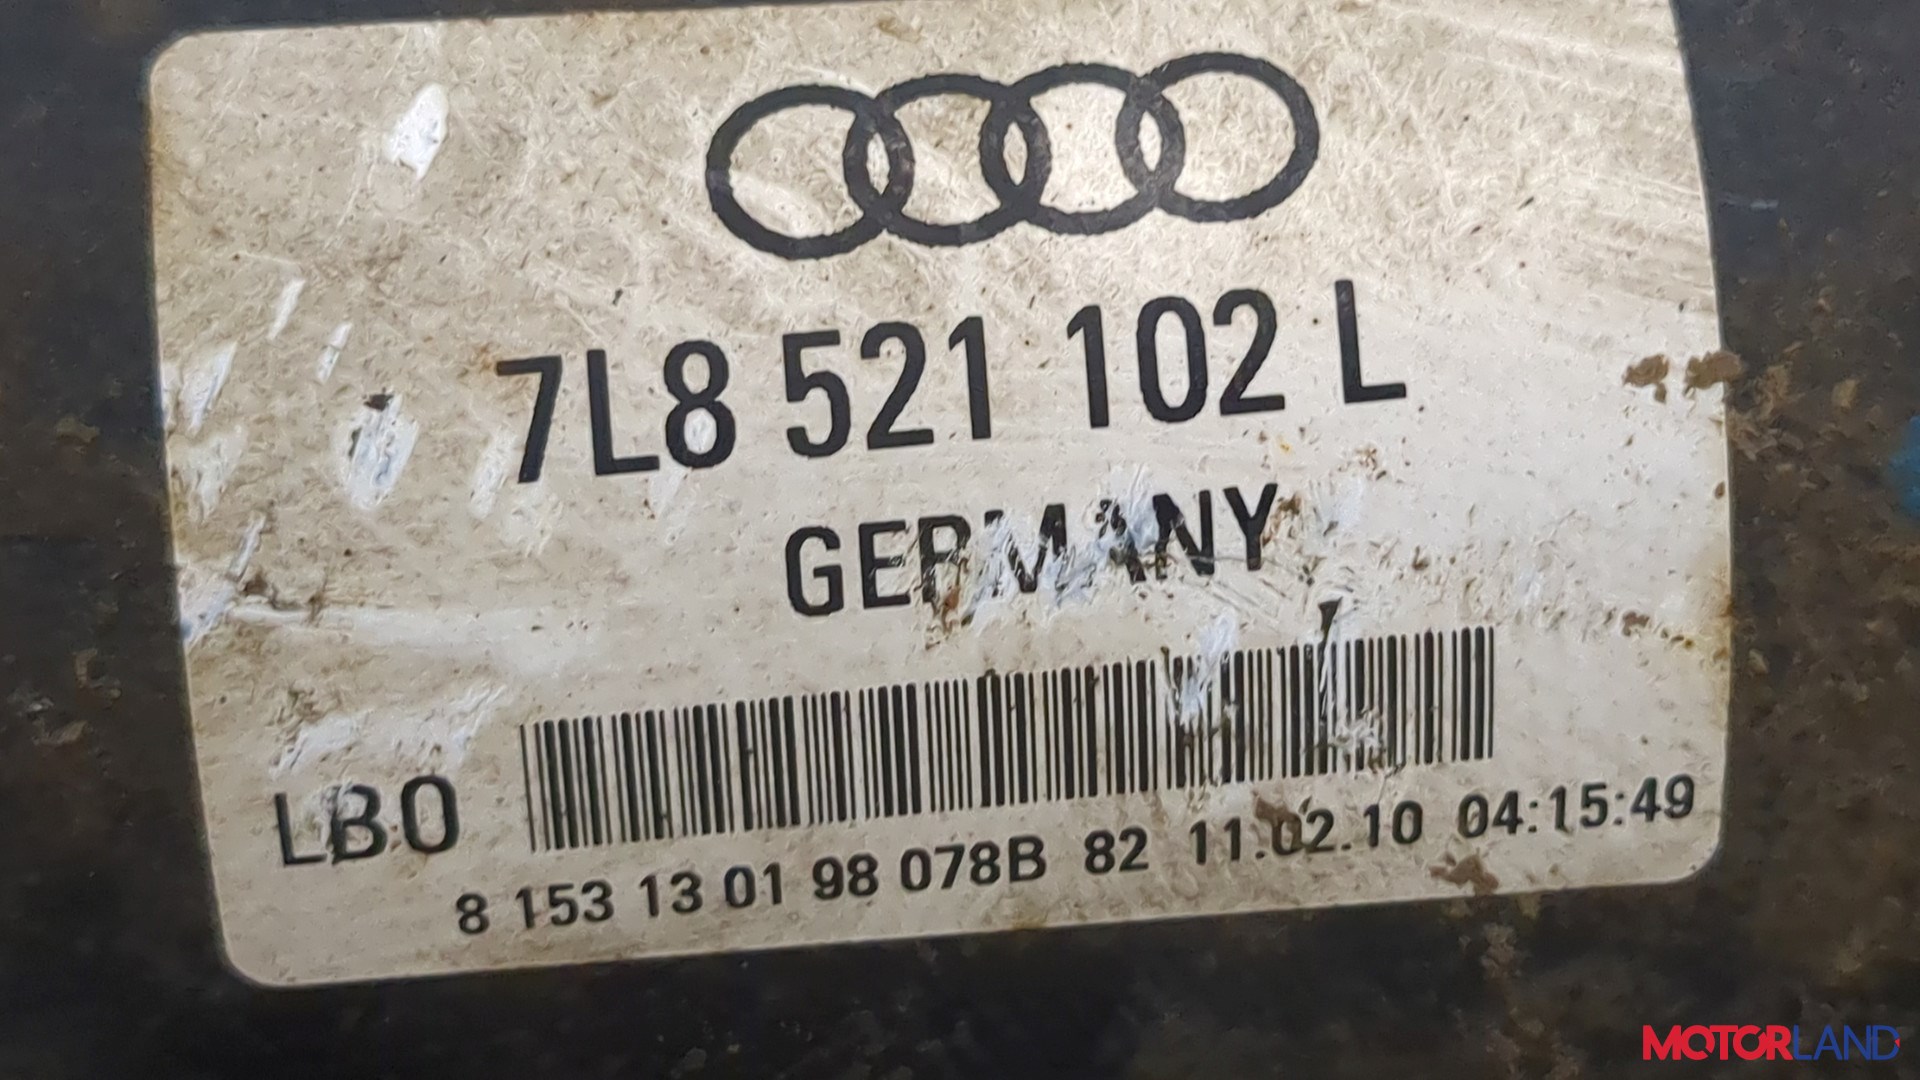 7L8 521 102 L
GERMANY
LBO
8 153 13 01 98 078B 82 11.02.10 04:15:49
MOTORLAND